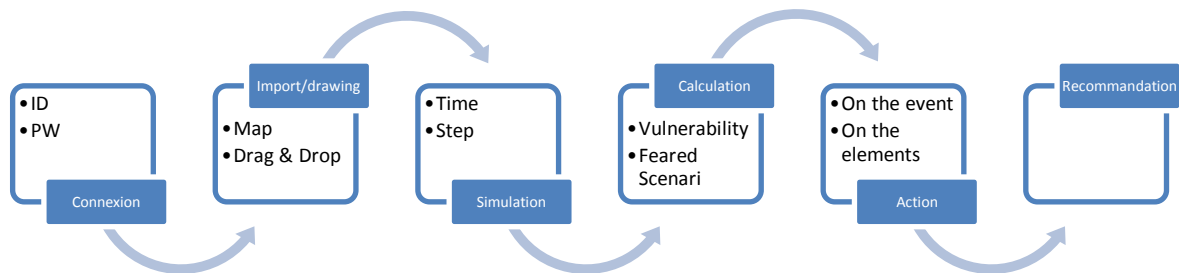 • ID
• PW
Connexion
Import/drawing
• Map
• Drag & Drop
• Time
• Step
Simulation
Calculation
• Vulnerability
• Feared
Scenari
• On the event
• On the
elements
Action
Recommandation